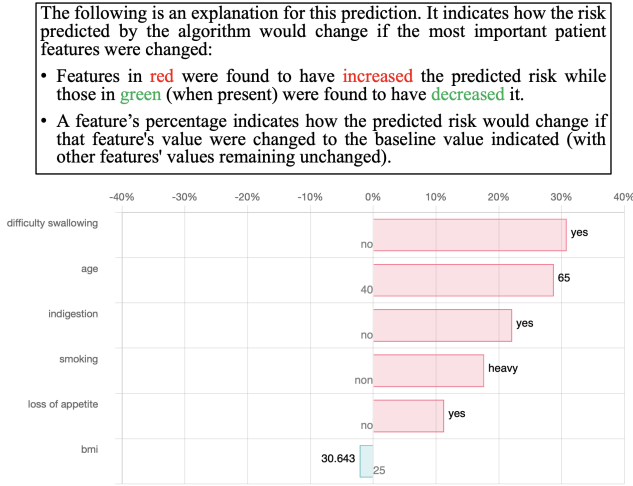 The following is an explanation for this prediction. It indicates how the risk
predicted by the algorithm would change if the most important patient
features were changed:
• Features in red were found to have increased the predicted risk while
those in green (when present) were found to have decreased it.
• A feature’s percentage indicates how the predicted risk would change if
that feature's value were changed to the baseline value indicated (with
other features' values remaining unchanged).
-40% -30% -20% -10% 0% 10% 20% 30% 40%
difficulty swallowing no yes
age 40 65
indigestion no yes
smoking non heavy
loss of appetite no yes
bmi 30.643 25